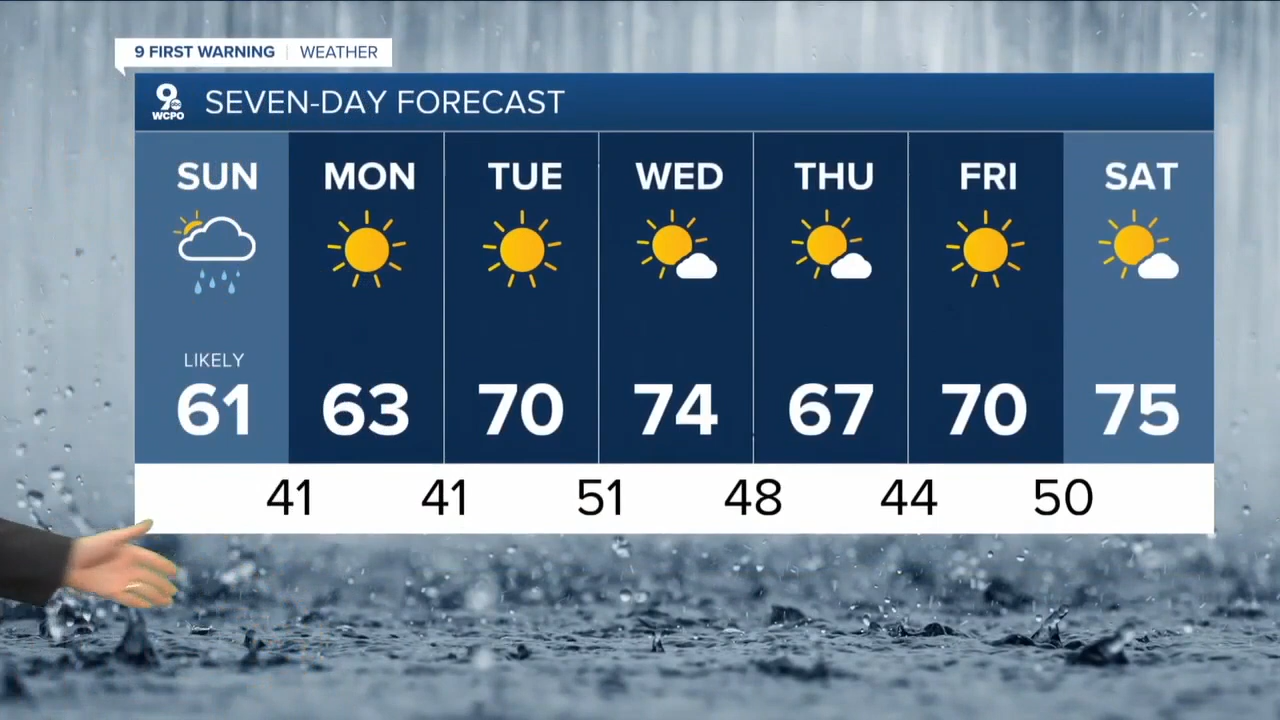 9 FIRST WARNING | WEATHER
9 abc
WCPO
SEVEN-DAY FORECAST
SUN MON TUE WED THU FRI SAT
LIKELY
61 63 70 74 67 70 75
41 41 51 48 44 50